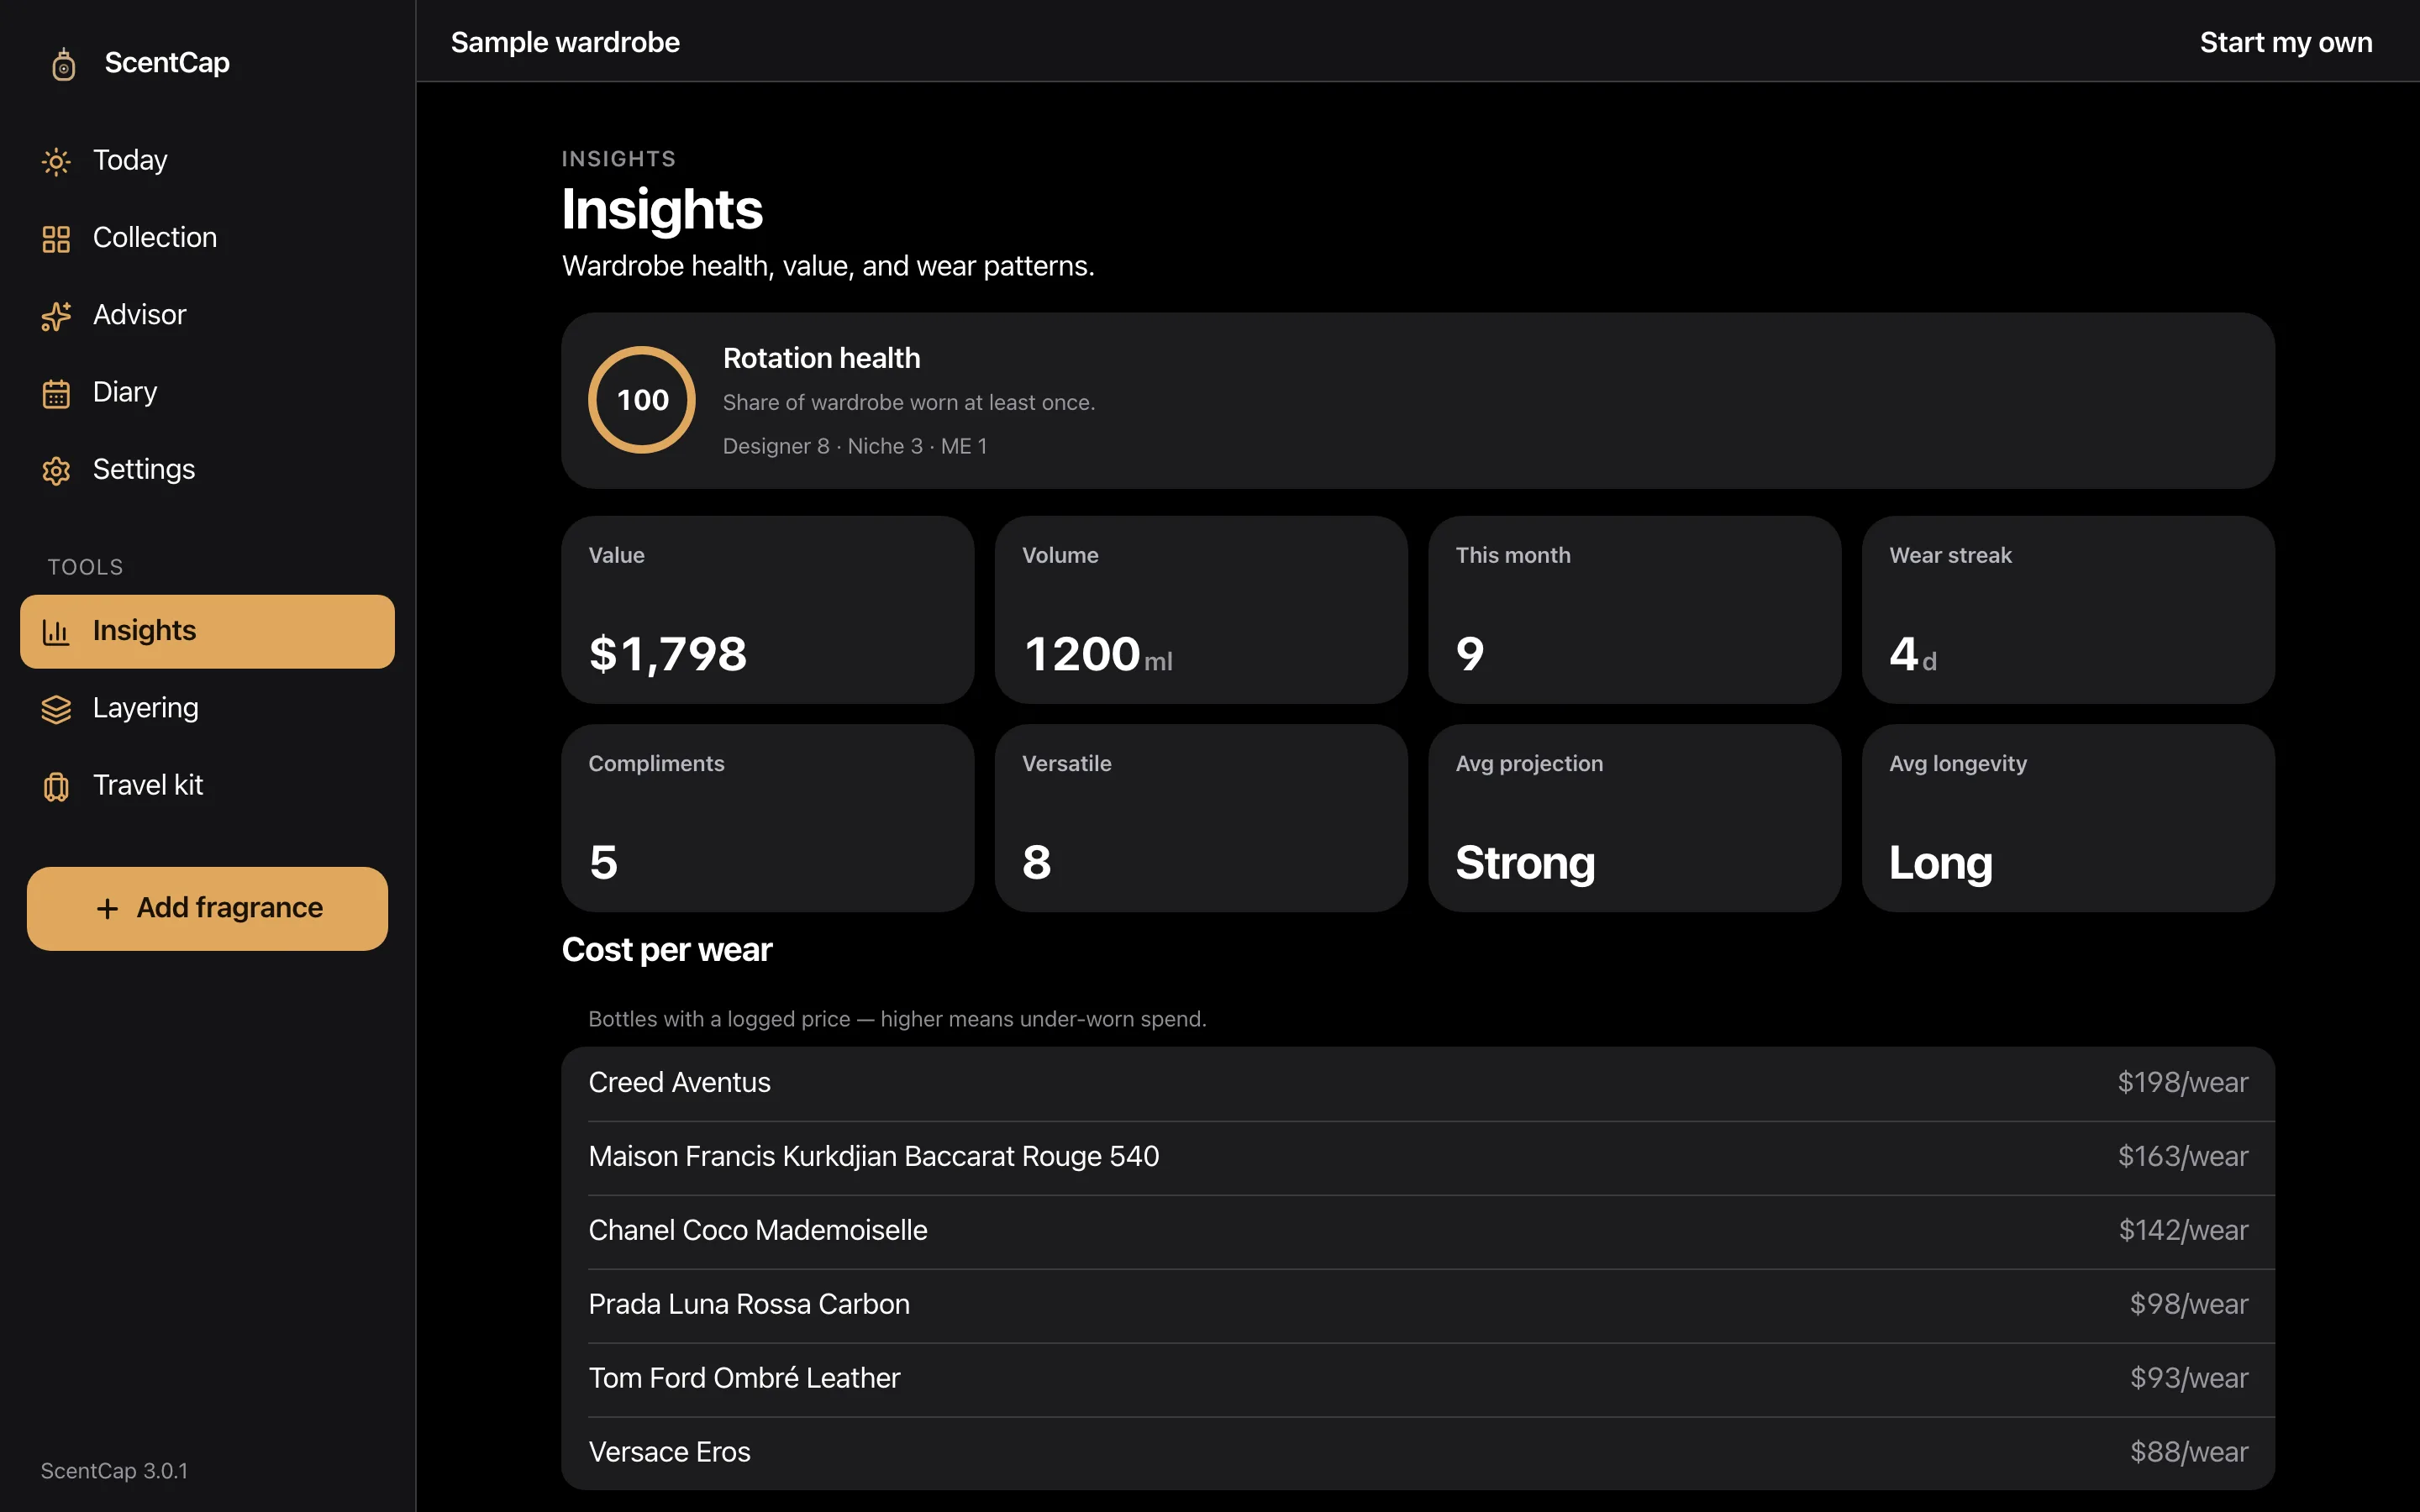 ScentCap
Today
Collection
Advisor
Diary
Settings
TOOLS
Insights
Layering
Travel kit
+ Add fragrance
ScentCap 3.0.1
Sample wardrobe
Start my own
INSIGHTS
Insights
Wardrobe health, value, and wear patterns.
100
Rotation health
Share of wardrobe worn at least once.
Designer 8 · Niche 3 · ME 1
Value
$1,798
Volume
1200 ml
This month
9
Wear streak
4 d
Compliments
5
Versatile
8
Avg projection
Strong
Avg longevity
Long
Cost per wear
Bottles with a logged price — higher means under-worn spend.
Creed Aventus $198/wear
Maison Francis Kurkdjian Baccarat Rouge 540 $163/wear
Chanel Coco Mademoiselle $142/wear
Prada Luna Rossa Carbon $98/wear
Tom Ford Ombré Leather $93/wear
Versace Eros $88/wear